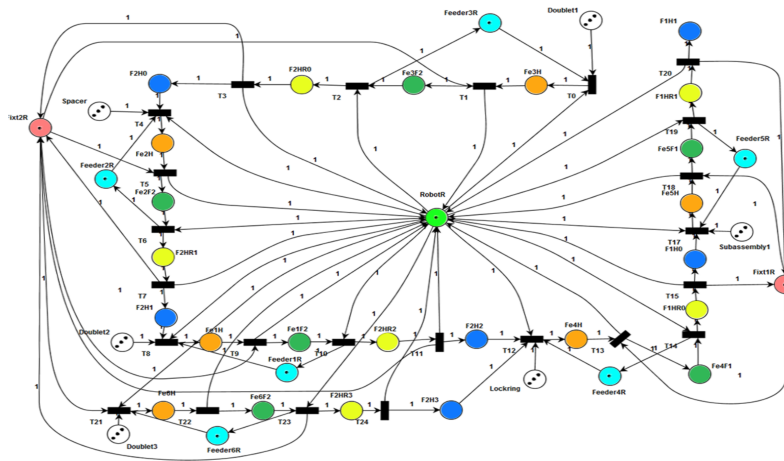 Feeder3R
Doublet1
F1H1
F2H0
F2HR0
Fe3F2
Fe3H
T20
T3
T2
T1
T0
Spacer
F1HR1
Fixt2R
T4
T19
Fe2H
Fe5F1
Feeder5R
Feeder2R
T5
Fe2F2
RobotR
T18
Fe5H
T6
T17
Subassembly1
F2HR1
F1H0
T7
Fixt1R
F2H1
T15
F1HR0
Doublet2
Fe1H
Fe1F2
F2HR2
F2H2
Fe4H
T8
T9
T10
T11
T12
T13
T14
Feeder1R
Fe4F1
Lockring
Feeder4R
Fe6H
Fe6F2
F2HR3
F2H3
T21
T22
T23
T24
Doublet3
Feeder6R